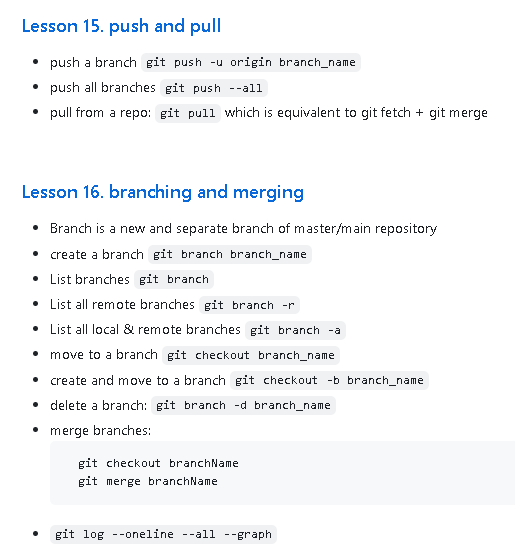 Lesson 15. push and pull
push a branch git push -u origin branch_name
push all branches git push --all
pull from a repo: git pull which is equivalent to git fetch + git merge
Lesson 16. branching and merging
Branch is a new and separate branch of master/main repository
create a branch git branch branch_name
List branches git branch
List all remote branches git branch -r
List all local & remote branches git branch -a
move to a branch git checkout branch_name
create and move to a branch git checkout -b branch_name
delete a branch: git branch -d branch_name
merge branches:
git checkout branchName
git merge branchName
git log --oneline --all --graph